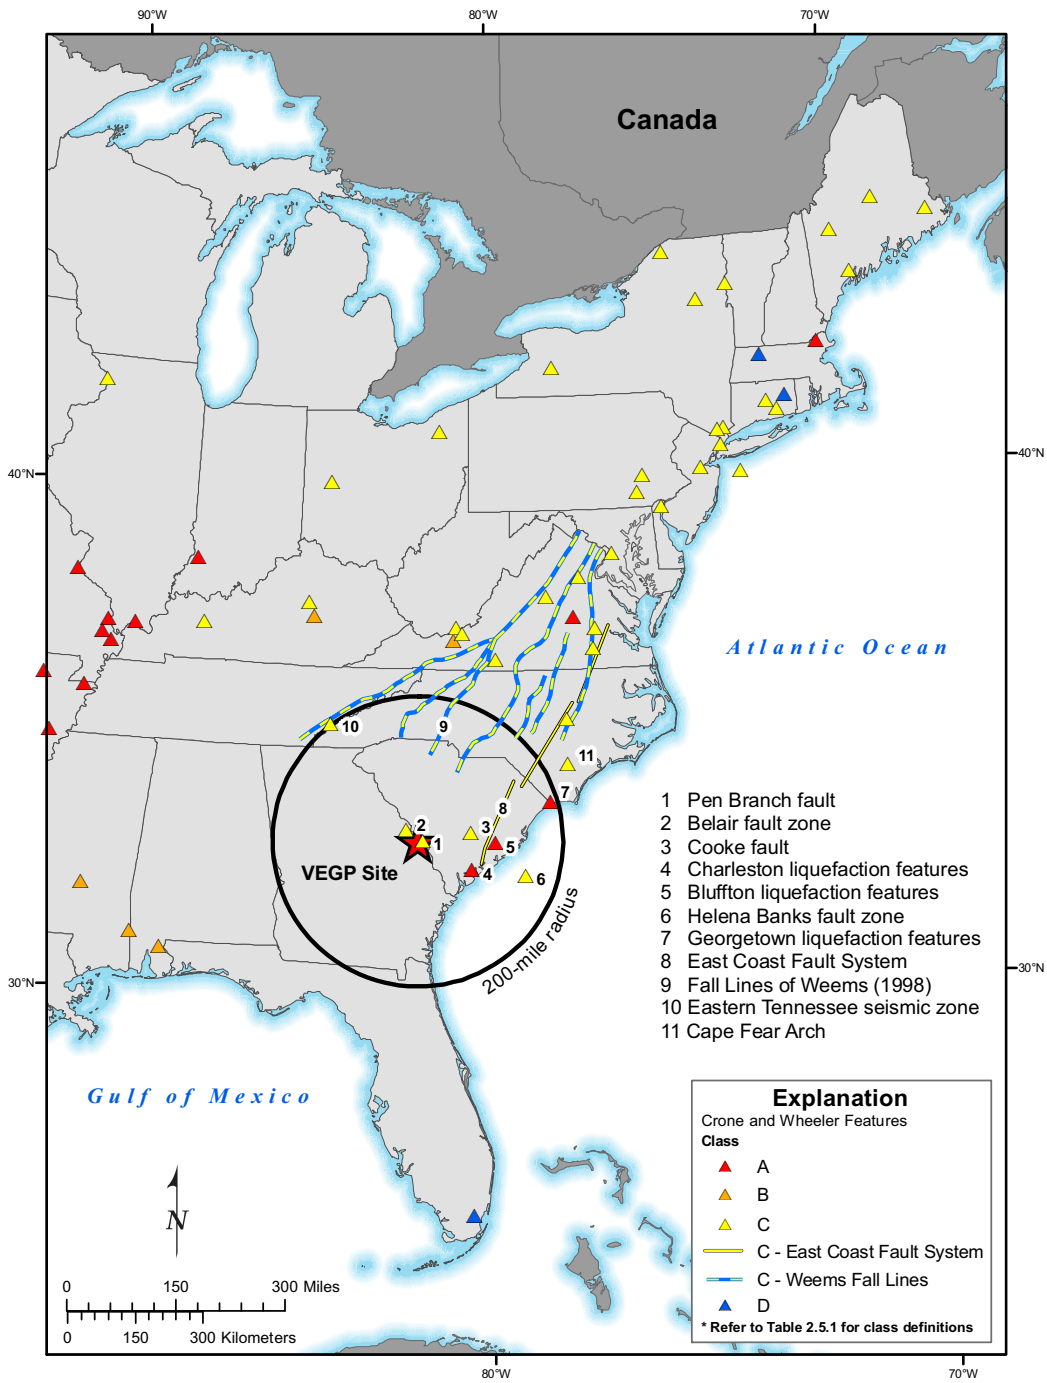 90°W 80°W 70°W
Canada
40°N 40°N
Atlantic Ocean
10
9
11
7
8
2
3
1
5
VEGP Site
4
6
200-mile radius
30°N 30°N
1 Pen Branch fault
2 Belair fault zone
3 Cooke fault
4 Charleston liquefaction features
5 Bluffton liquefaction features
6 Helena Banks fault zone
7 Georgetown liquefaction features
8 East Coast Fault System
9 Fall Lines of Weems (1998)
10 Eastern Tennessee seismic zone
11 Cape Fear Arch
Gulf of Mexico
N
0 150 300 Miles
0 150 300 Kilometers
Explanation
Crone and Wheeler Features
Class
A
B
C
C - East Coast Fault System
C - Weems Fall Lines
D
* Refer to Table 2.5.1 for class definitions
80°W 70°W